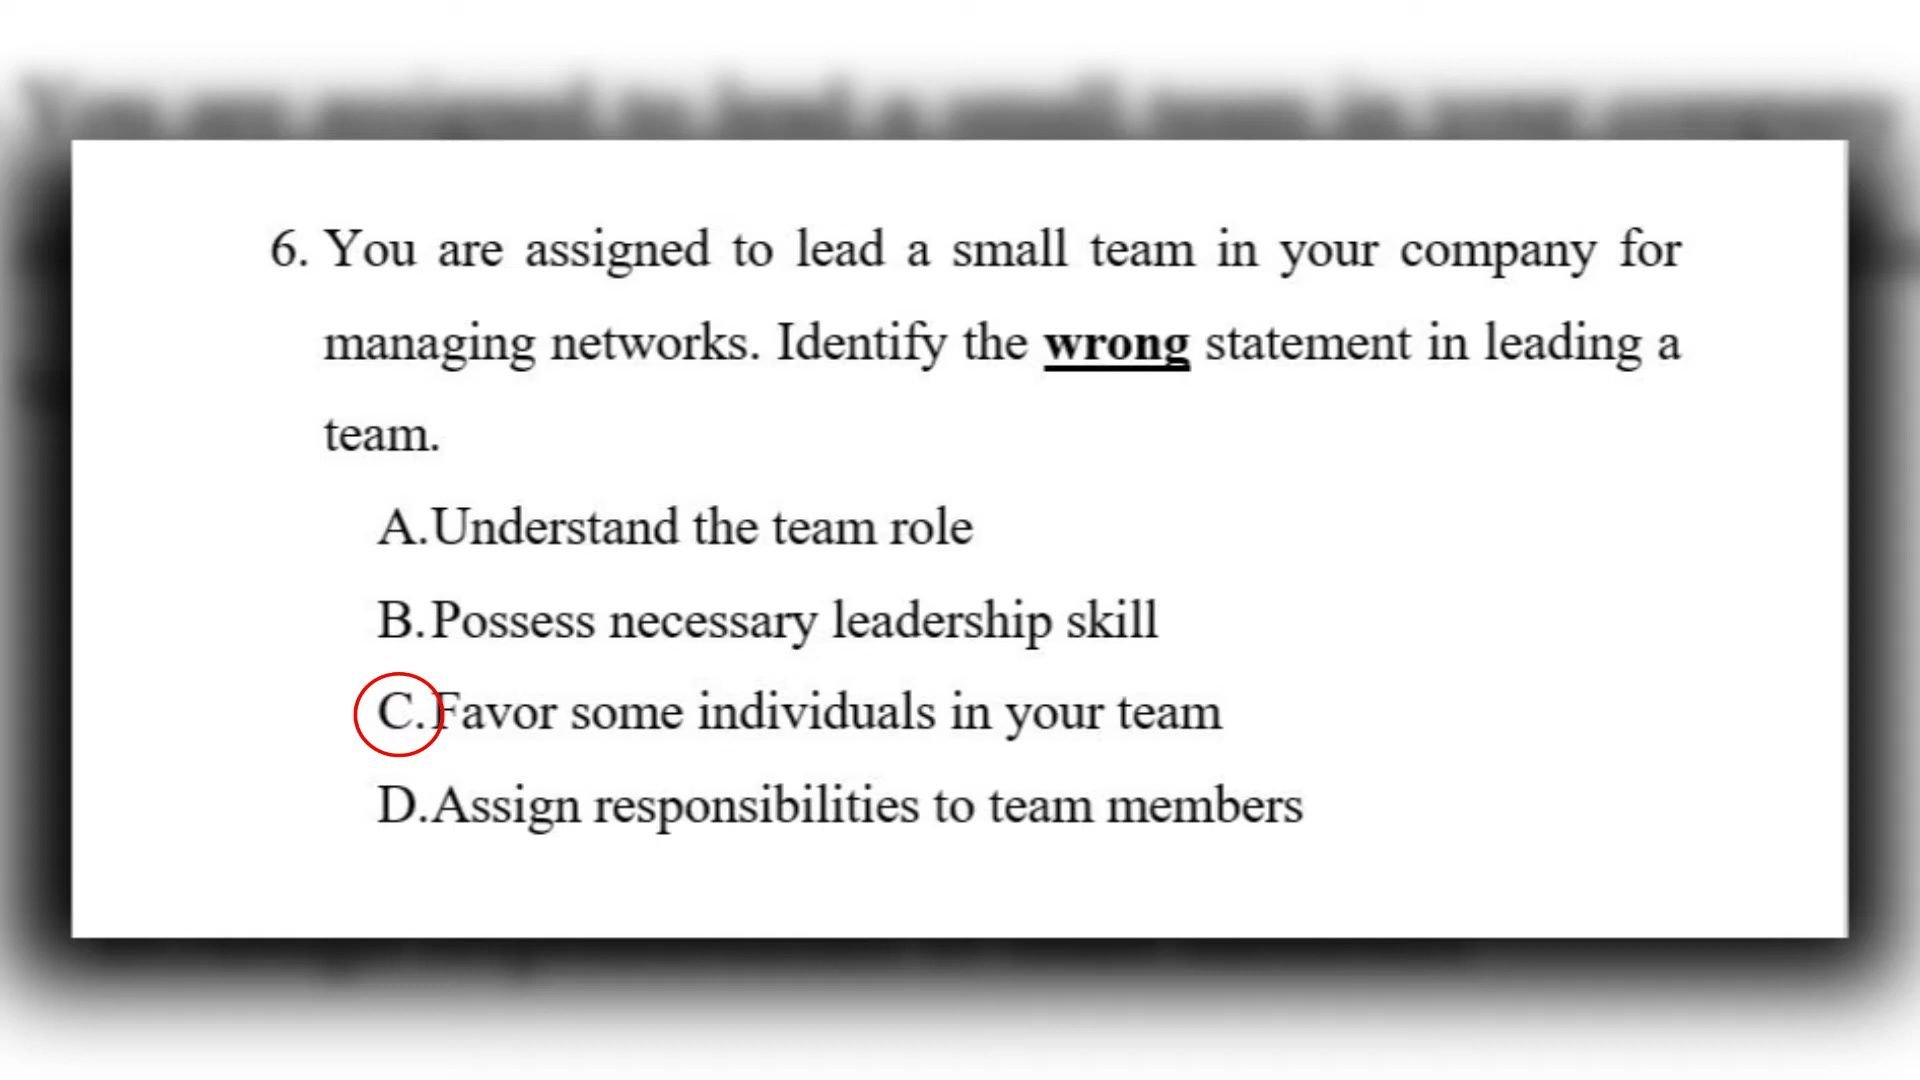 6. You are assigned to lead a small team in your company for
managing networks. Identify the wrong statement in leading a
team.
A.Understand the team role
B.Possess necessary leadership skill
C.Favor some individuals in your team
D.Assign responsibilities to team members